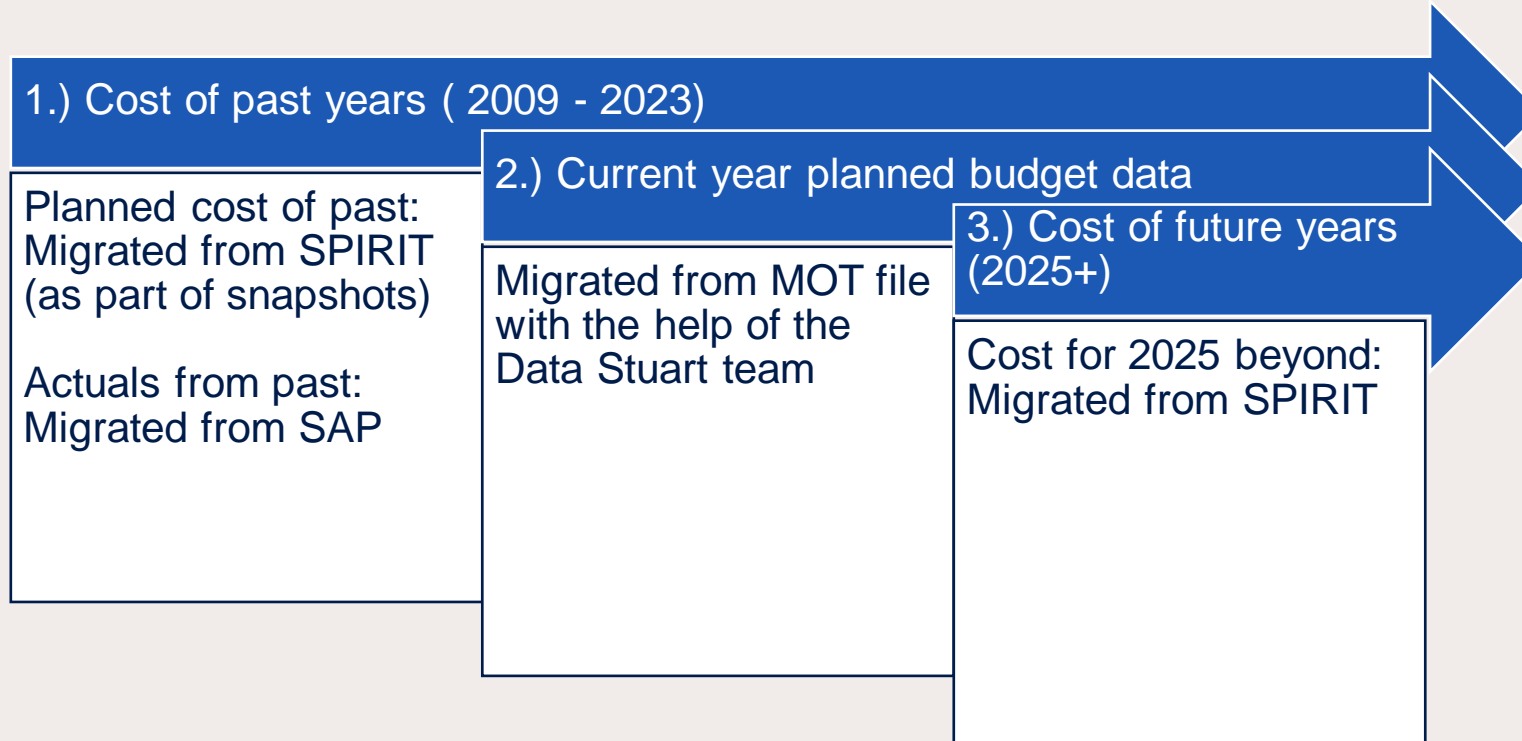 1.) Cost of past years ( 2009 - 2023)
Planned cost of past:
Migrated from SPIRIT
(as part of snapshots)
Actuals from past:
Migrated from SAP
2.) Current year planned budget data
Migrated from MOT file
with the help of the
Data Stuart team
3.) Cost of future years
(2025+)
Cost for 2025 beyond:
Migrated from SPIRIT